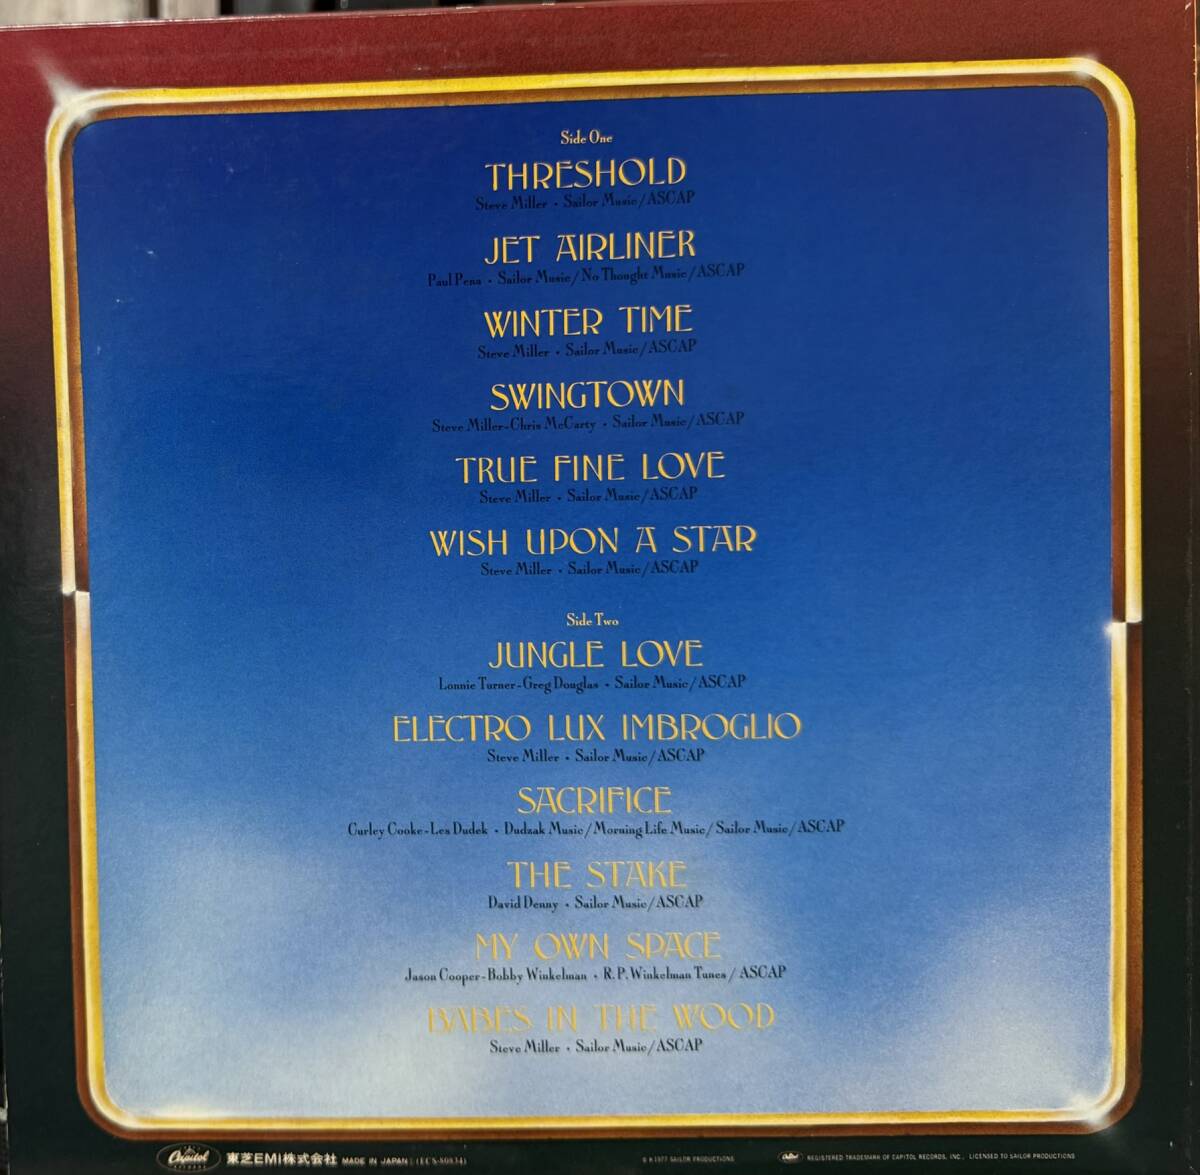 Side One
THRESHOLD
Steve Miller • Sailor Music/ASCAP
JET AIRLINER
Paul Pena • Sailor Music/No Thought Music/ASCAP
WINTER TIME
Steve Miller • Sailor Music/ASCAP
SWINGTOWN
Steve Miller-Chris McCarty • Sailor Music/ASCAP
TRUE FINE LOVE
Steve Miller • Sailor Music/ASCAP
WISH UPON A STAR
Steve Miller • Sailor Music/ASCAP
Side Two
JUNGLE LOVE
Lonnie Turner-Greg Douglas • Sailor Music/ASCAP
ELECTRO LUX IMBROGLIO
Steve Miller • Sailor Music/ASCAP
SACRIFICE
Curley Cooke-Les Dudek • Dudzak Music/Morning Life Music/Sailor Music/ASCAP
THE STAKE
David Denny • Sailor Music/ASCAP
MY OWN SPACE
Jason Cooper-Bobby Winkelman • R.P. Winkelman Tunes/ASCAP
BABES IN THE WOOD
Steve Miller • Sailor Music/ASCAP
Capitol 東芝EMI株式会社 MADE IN JAPAN (ECS-80834) © ℗ 1977 SAILOR PRODUCTIONS Capitol REGISTERED TRADEMARK OF CAPITOL RECORDS, INC., LICENSED TO SAILOR PRODUCTIONS